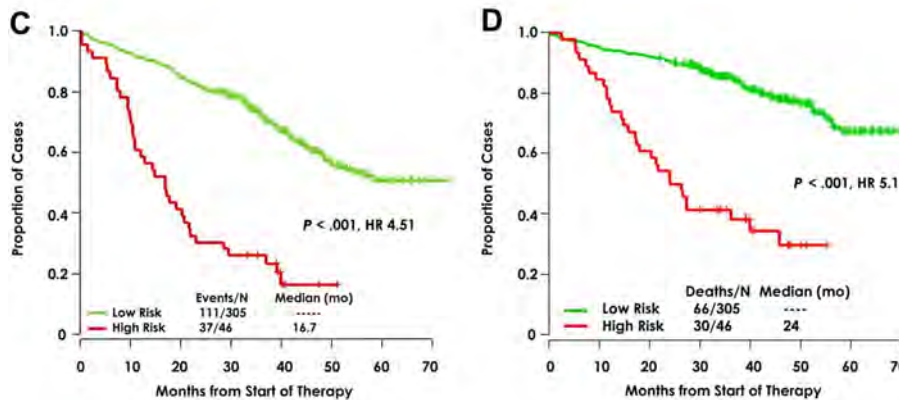 C
Proportion of Cases
1.0
0.8
0.6
0.4
0.2
0
P < .001, HR 4.51
Events/N Median (mo)
Low Risk 111/305 -----
High Risk 37/46 16.7
0 10 20 30 40 50 60 70
Months from Start of Therapy
D
Proportion of Cases
1.0
0.8
0.6
0.4
0.2
0
P < .001, HR 5.1
Deaths/N Median (mo)
Low Risk 66/305 ----
High Risk 30/46 24
0 10 20 30 40 50 60 70
Months from Start of Therapy